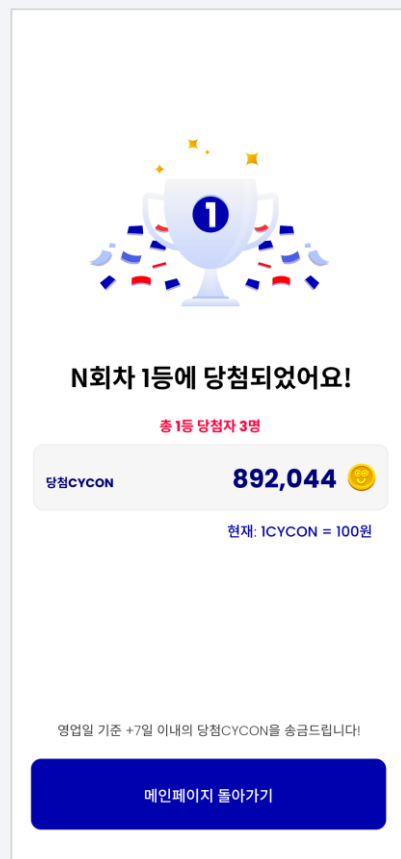 1
N회차 1등에 당첨되었어요!
총 1등 당첨자 3명
당첨CYCON 892,044
현재: 1CYCON = 100원
영업일 기준 +7일 이내의 당첨CYCON을 송금드립니다!
메인페이지 돌아가기